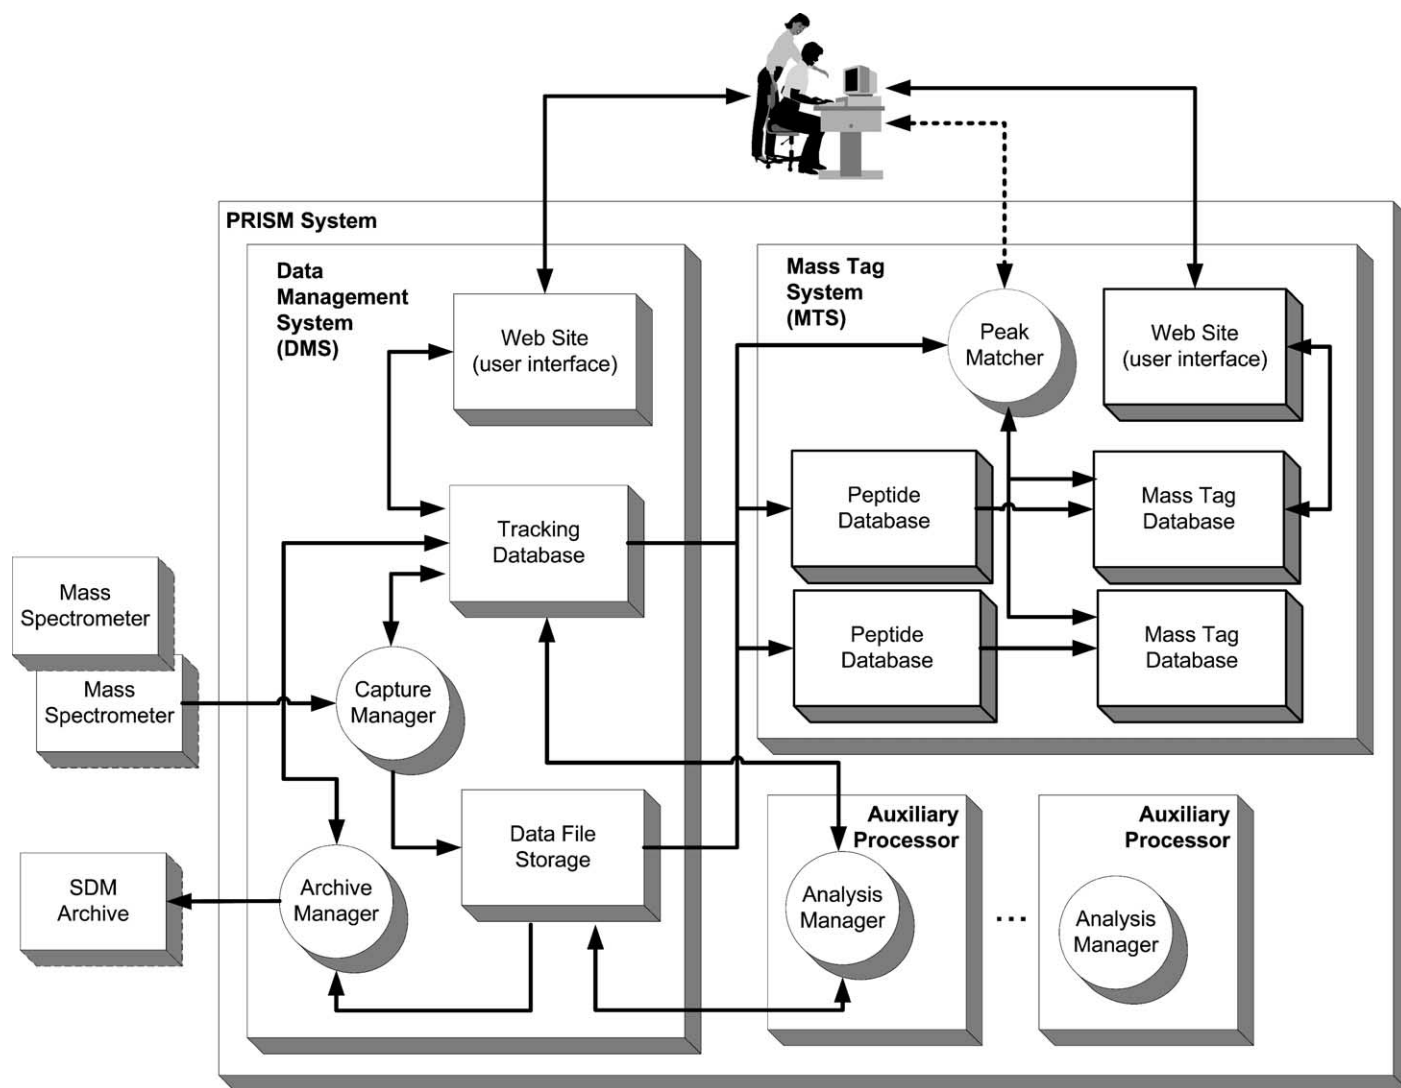 PRISM System
Data
Management
System
(DMS)
Web Site
(user interface)
Tracking
Database
Mass
Spectrometer
Mass
Spectrometer
Capture
Manager
Data File
Storage
SDM
Archive
Archive
Manager
Mass Tag
System
(MTS)
Peak
Matcher
Web Site
(user interface)
Peptide
Database
Mass Tag
Database
Peptide
Database
Mass Tag
Database
Auxiliary
Processor
Analysis
Manager
...
Auxiliary
Processor
Analysis
Manager